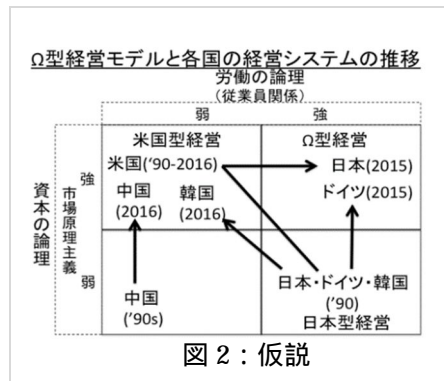 Ω型経営モデルと各国の経営システムの推移
労働の論理
(従業員関係)
弱
強
資本の論理
市場原理主義
強
弱
米国型経営
米国('90-2016)
中国
(2016)
韓国
(2016)
Ω型経営
日本(2015)
ドイツ(2015)
中国
('90s)
日本・ドイツ・韓国
('90)
日本型経営
図2:仮説